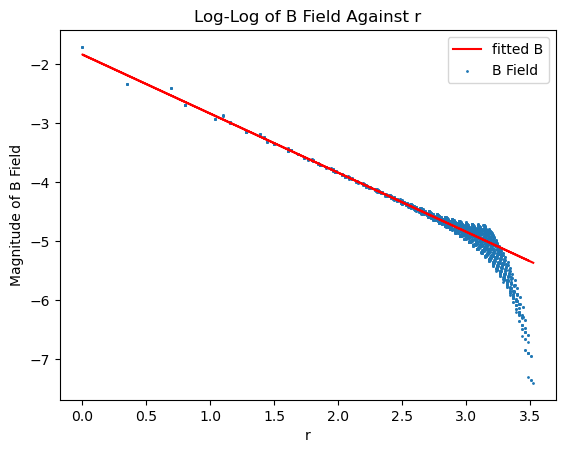 Log-Log of B Field Against r
fitted B
B Field
Magnitude of B Field
−2
−3
−4
−5
−6
−7
0.0 0.5 1.0 1.5 2.0 2.5 3.0 3.5
r